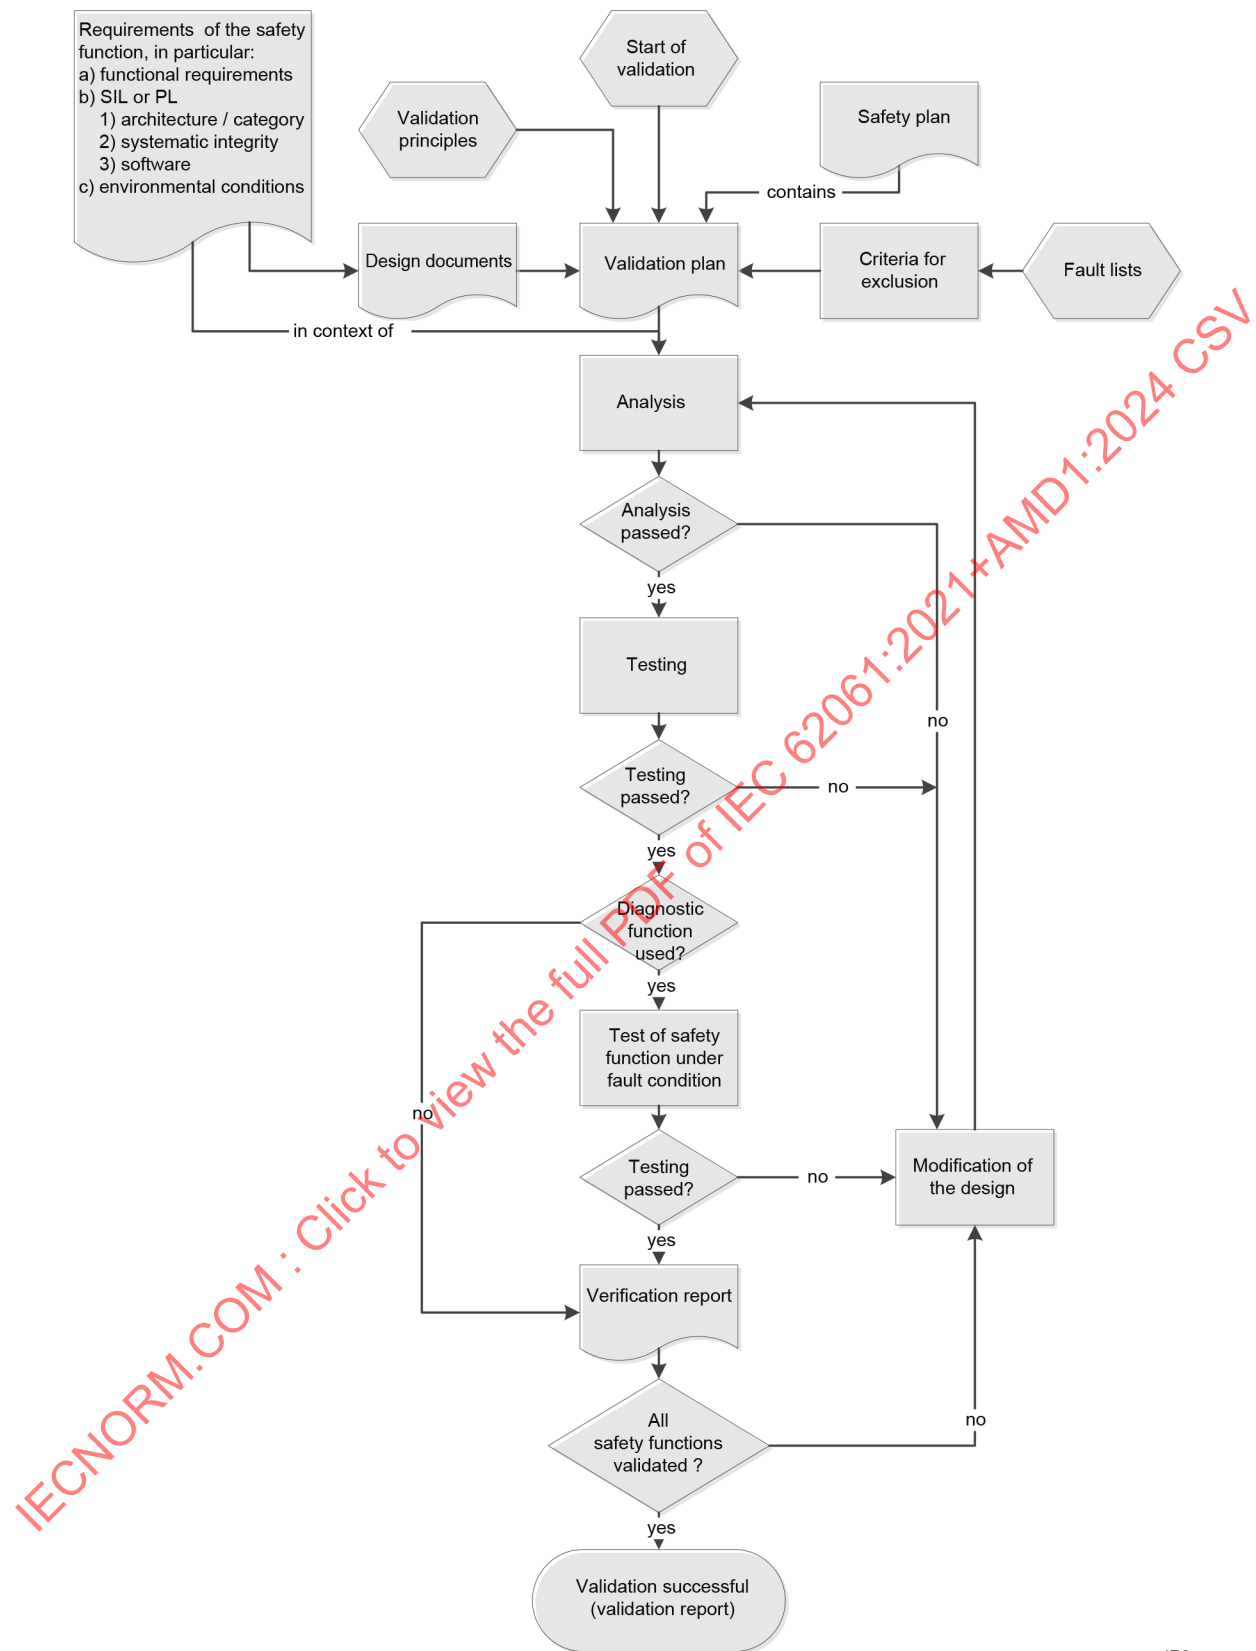 Requirements of the safety
function, in particular:
a) functional requirements
b) SIL or PL
1) architecture / category
2) systematic integrity
3) software
c) environmental conditions
Start of
validation
Validation
principles
Safety plan
contains
Design documents
Validation plan
Criteria for
exclusion
Fault lists
in context of
Analysis
Analysis
passed?
yes
Testing
no
Testing
passed?
no
yes
Diagnostic
function
used?
yes
Test of safety
function under
fault condition
no
Testing
passed?
no
Modification of
the design
yes
Verification report
All
safety functions
validated ?
no
yes
Validation successful
(validation report)
IECNORM.COM : Click to view the full PDF of IEC 62061:2021+AMD1:2024 CSV